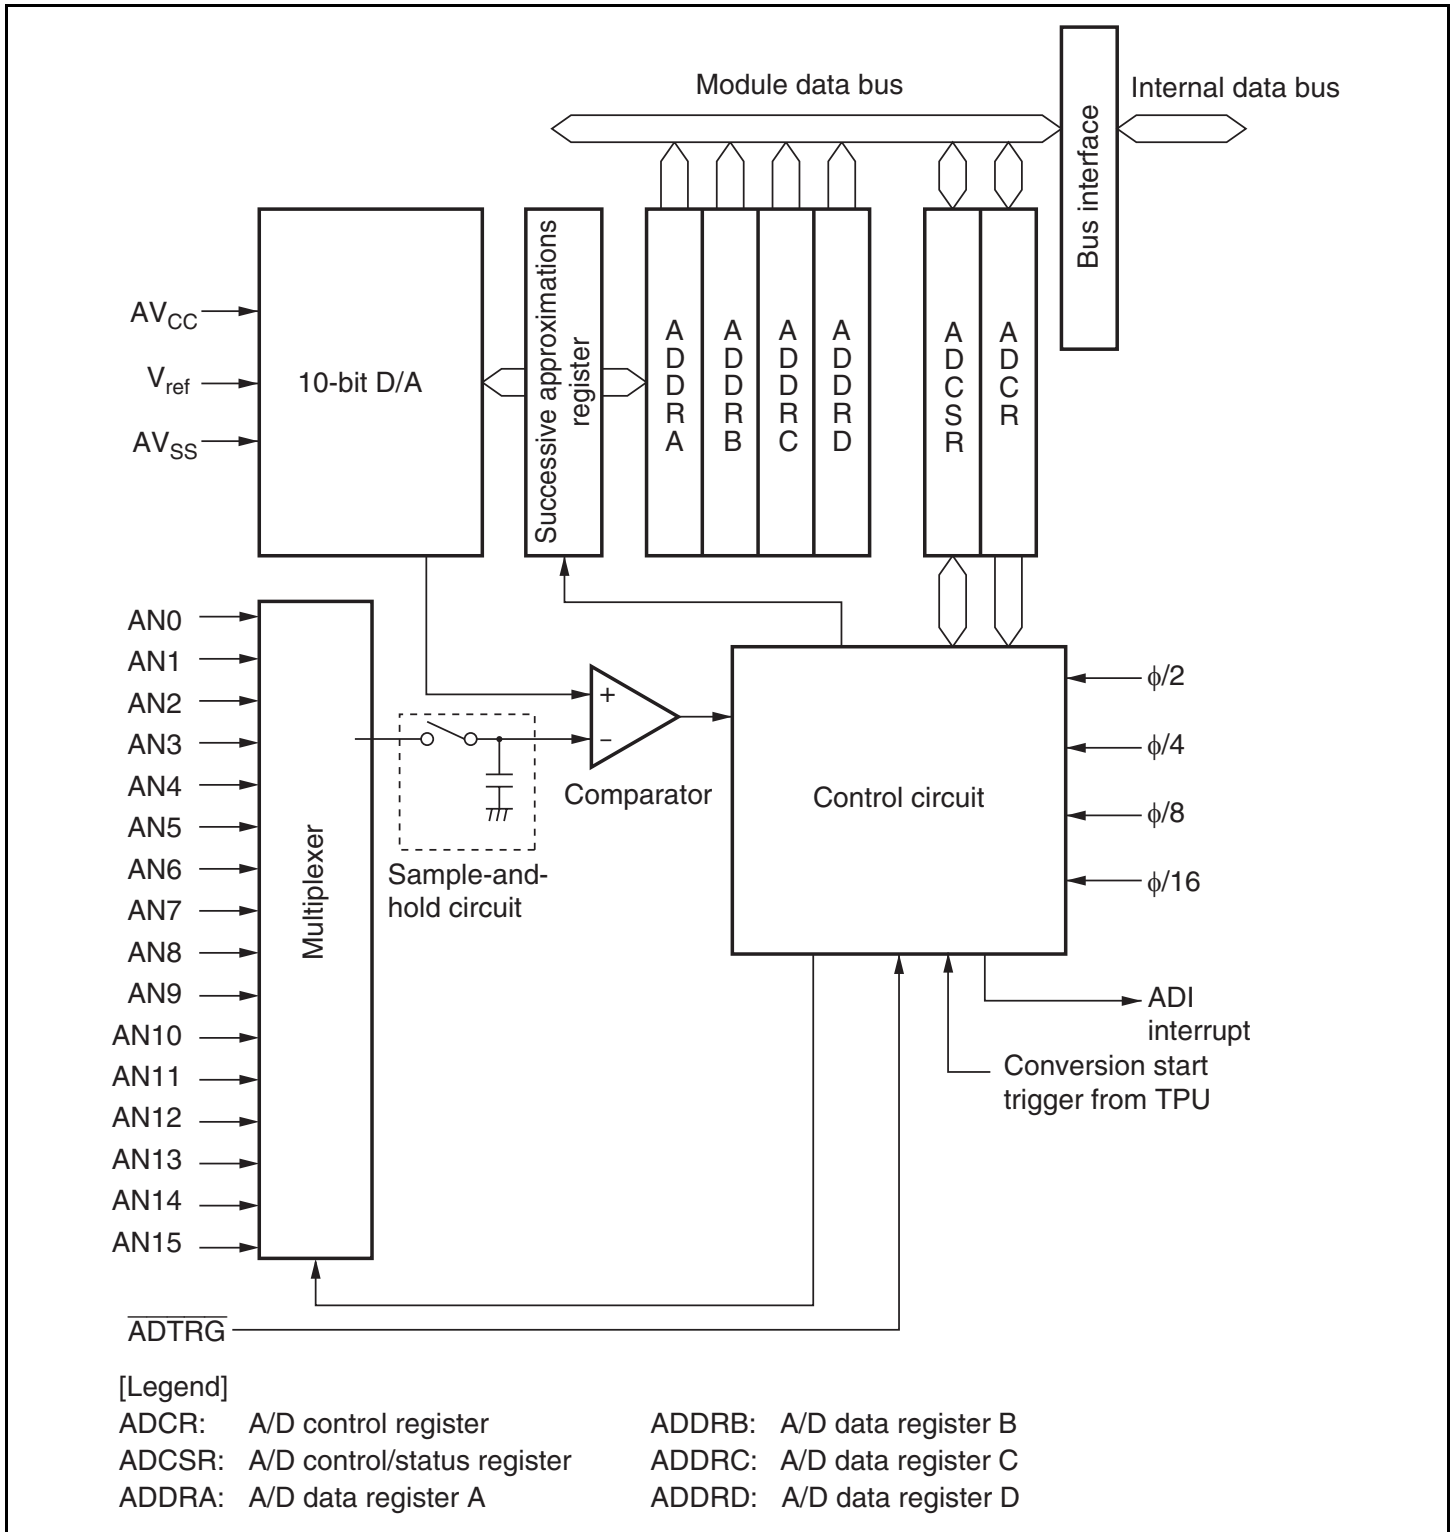 Module data bus
Internal data bus
Bus interface
AVCC
Vref
AVSS
10-bit D/A
Successive approximations
register
ADDRA
ADDRB
ADDRC
ADDRD
ADCSR
ADCR
AN0
AN1
AN2
AN3
AN4
AN5
AN6
AN7
AN8
AN9
AN10
AN11
AN12
AN13
AN14
AN15
Multiplexer
+
−
Comparator
Sample-and-
hold circuit
Control circuit
ϕ/2
ϕ/4
ϕ/8
ϕ/16
ADI
interrupt
Conversion start
trigger from TPU
ADTRG
[Legend]
ADCR: A/D control register
ADCSR: A/D control/status register
ADDRA: A/D data register A
ADDRB: A/D data register B
ADDRC: A/D data register C
ADDRD: A/D data register D